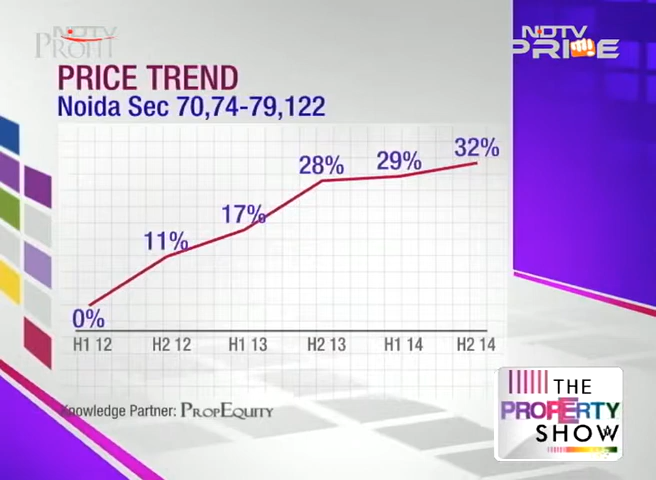 NDTV
PROFIT
NDTV
PRIME
PRICE TREND
Noida Sec 70,74-79,122
0%
11%
17%
28%
29%
32%
H1 12
H2 12
H1 13
H2 13
H1 14
H2 14
Knowledge Partner: PROPEQUITY
THE
PROPERTY
SHOW